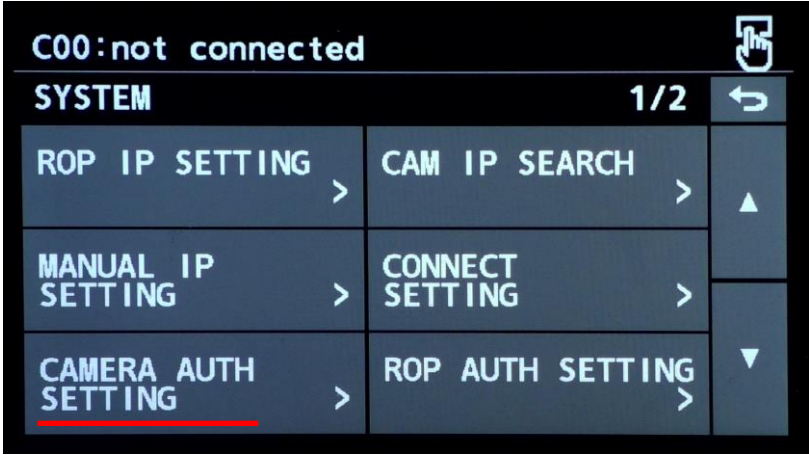 C00:not connected
SYSTEM 1/2
ROP IP SETTING >
CAM IP SEARCH >
MANUAL IP
SETTING >
CONNECT
SETTING >
CAMERA AUTH
SETTING >
ROP AUTH SETTING
>